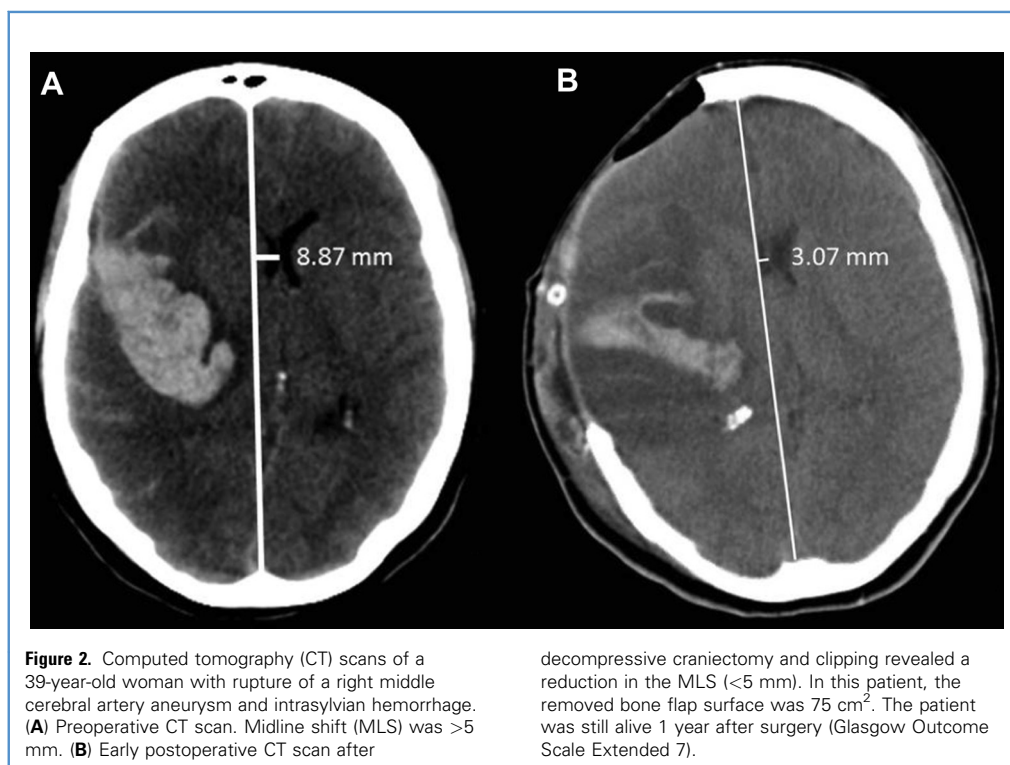 A
B
8.87 mm
3.07 mm
Figure 2. Computed tomography (CT) scans of a
39-year-old woman with rupture of a right middle
cerebral artery aneurysm and intrasylvian hemorrhage.
(A) Preoperative CT scan. Midline shift (MLS) was >5
mm. (B) Early postoperative CT scan after
decompressive craniectomy and clipping revealed a
reduction in the MLS (<5 mm). In this patient, the
removed bone flap surface was 75 cm². The patient
was still alive 1 year after surgery (Glasgow Outcome
Scale Extended 7).